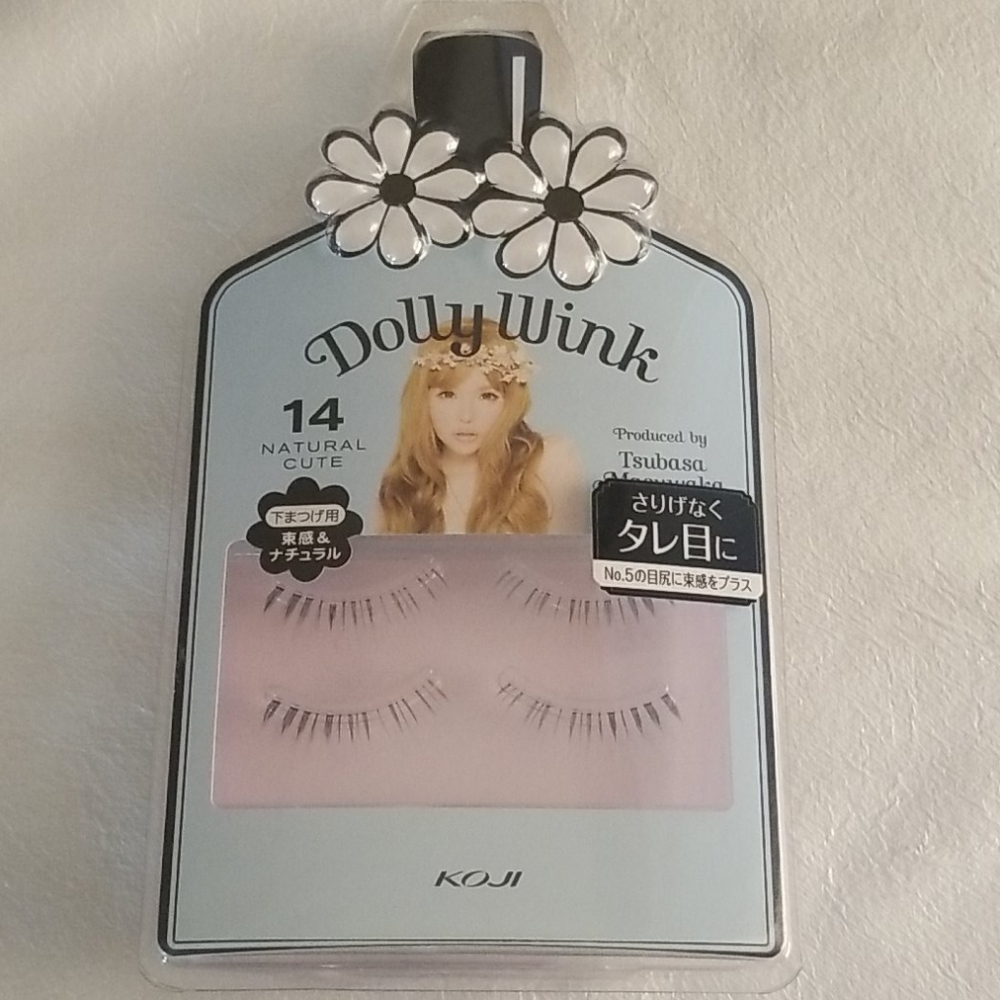 Dolly Wink
14
NATURAL
CUTE
Produced by
Tsubasa
下まつげ用
束感&
ナチュラル
さりげなく
タレ目に
No.5の目尻に束感をプラス
KOJI